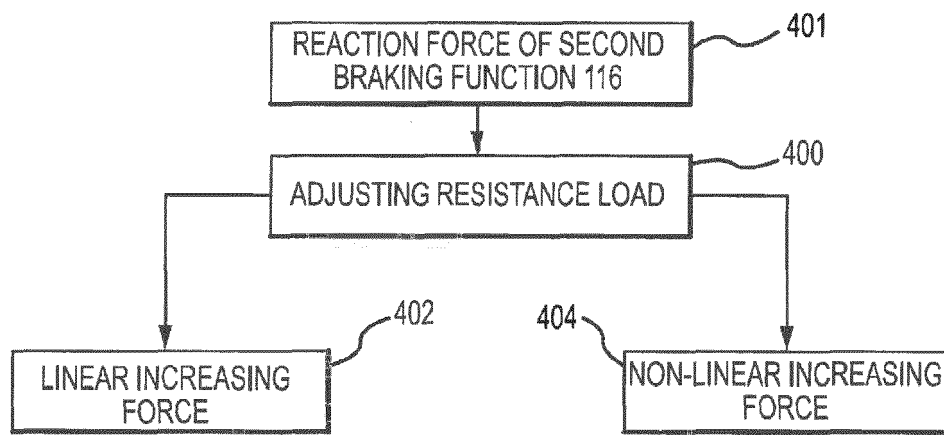 REACTION FORCE OF SECOND
BRAKING FUNCTION 116
401
ADJUSTING RESISTANCE LOAD
400
LINEAR INCREASING
FORCE
402
NON-LINEAR INCREASING
FORCE
404